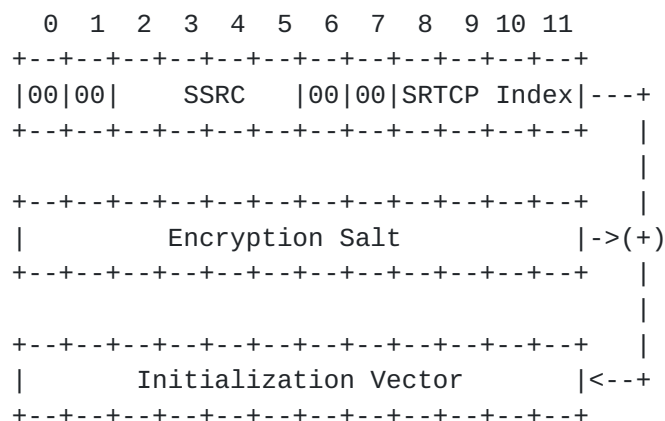 0  1  2  3  4  5  6  7  8  9 10 11
+--+--+--+--+--+--+--+--+--+--+--+--+
|00|00|    SSRC   |00|00|SRTCP Index|---+
+--+--+--+--+--+--+--+--+--+--+--+--+   |
                                        |
+--+--+--+--+--+--+--+--+--+--+--+--+   |
|         Encryption Salt           |->(+)
+--+--+--+--+--+--+--+--+--+--+--+--+   |
                                        |
+--+--+--+--+--+--+--+--+--+--+--+--+   |
|       Initialization Vector       |<--+
+--+--+--+--+--+--+--+--+--+--+--+--+